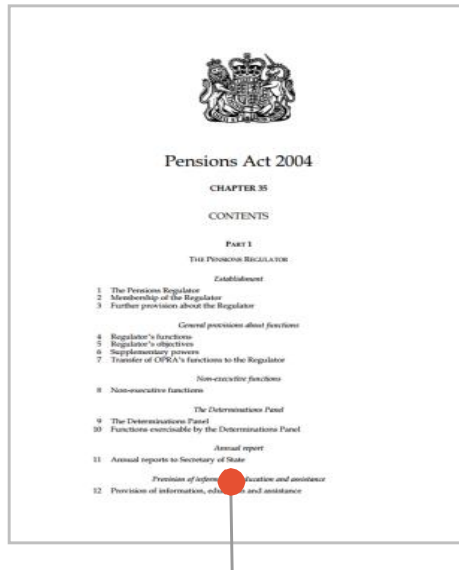 Pensions Act 2004
CHAPTER 35
CONTENTS
PART 1
THE PENSIONS REGULATOR
Establishment
1 The Pensions Regulator
2 Membership of the Regulator
3 Further provision about the Regulator
General provisions about functions
4 Regulator's functions
5 Regulator's objectives
6 Supplementary powers
7 Transfer of OPRA's functions to the Regulator
Non-executive functions
8 Non-executive functions
The Determinations Panel
9 The Determinations Panel
10 Functions exercisable by the Determinations Panel
Annual report
11 Annual reports to Secretary of State
Provision of and assistance
12 Provision of information, and assistance